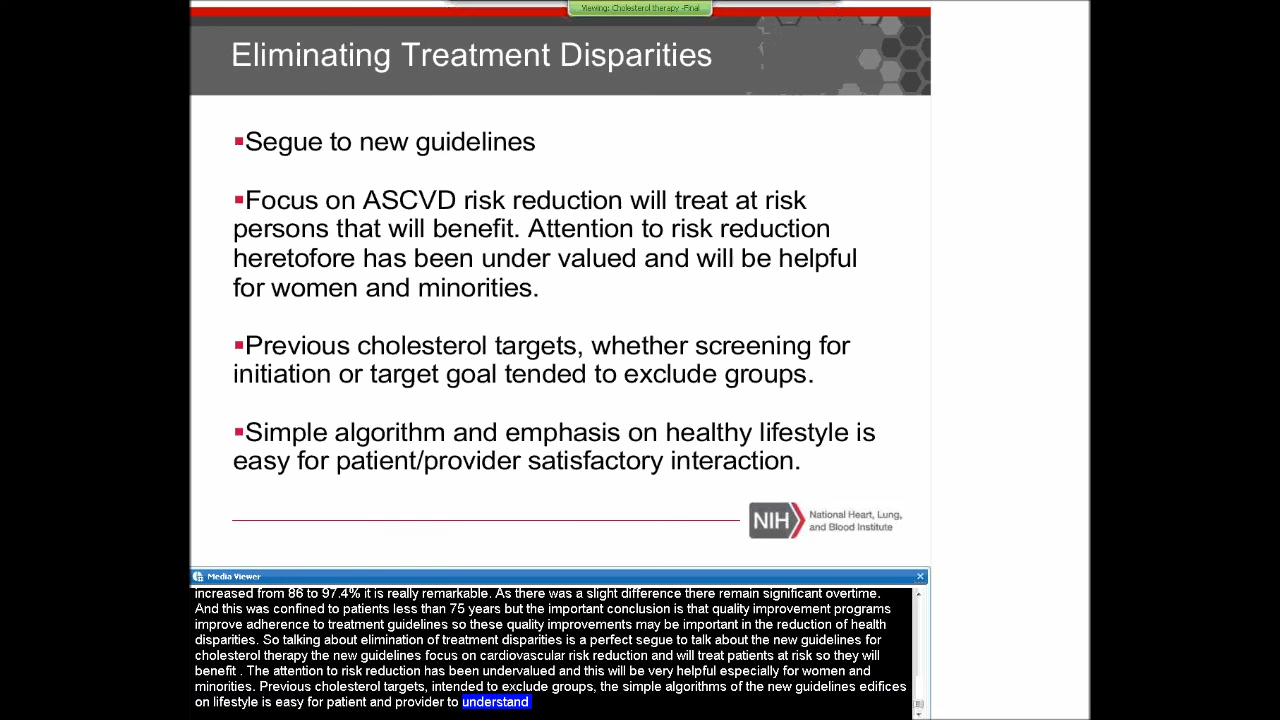 Viewing: Cholesterol therapy -Final
Eliminating Treatment Disparities
Segue to new guidelines
Focus on ASCVD risk reduction will treat at risk
persons that will benefit. Attention to risk reduction
heretofore has been under valued and will be helpful
for women and minorities.
Previous cholesterol targets, whether screening for
initiation or target goal tended to exclude groups.
Simple algorithm and emphasis on healthy lifestyle is
easy for patient/provider satisfactory interaction.
NIH National Heart, Lung,
and Blood Institute
Media Viewer
increased from 86 to 97.4% it is really remarkable. As there was a slight difference there remain significant overtime.
And this was confined to patients less than 75 years but the important conclusion is that quality improvement programs
improve adherence to treatment guidelines so these quality improvements may be important in the reduction of health
disparities. So talking about elimination of treatment disparities is a perfect segue to talk about the new guidelines for
cholesterol therapy the new guidelines focus on cardiovascular risk reduction and will treat patients at risk so they will
benefit . The attention to risk reduction has been undervalued and this will be very helpful especially for women and
minorities. Previous cholesterol targets, intended to exclude groups, the simple algorithms of the new guidelines edifices
on lifestyle is easy for patient and provider to understand